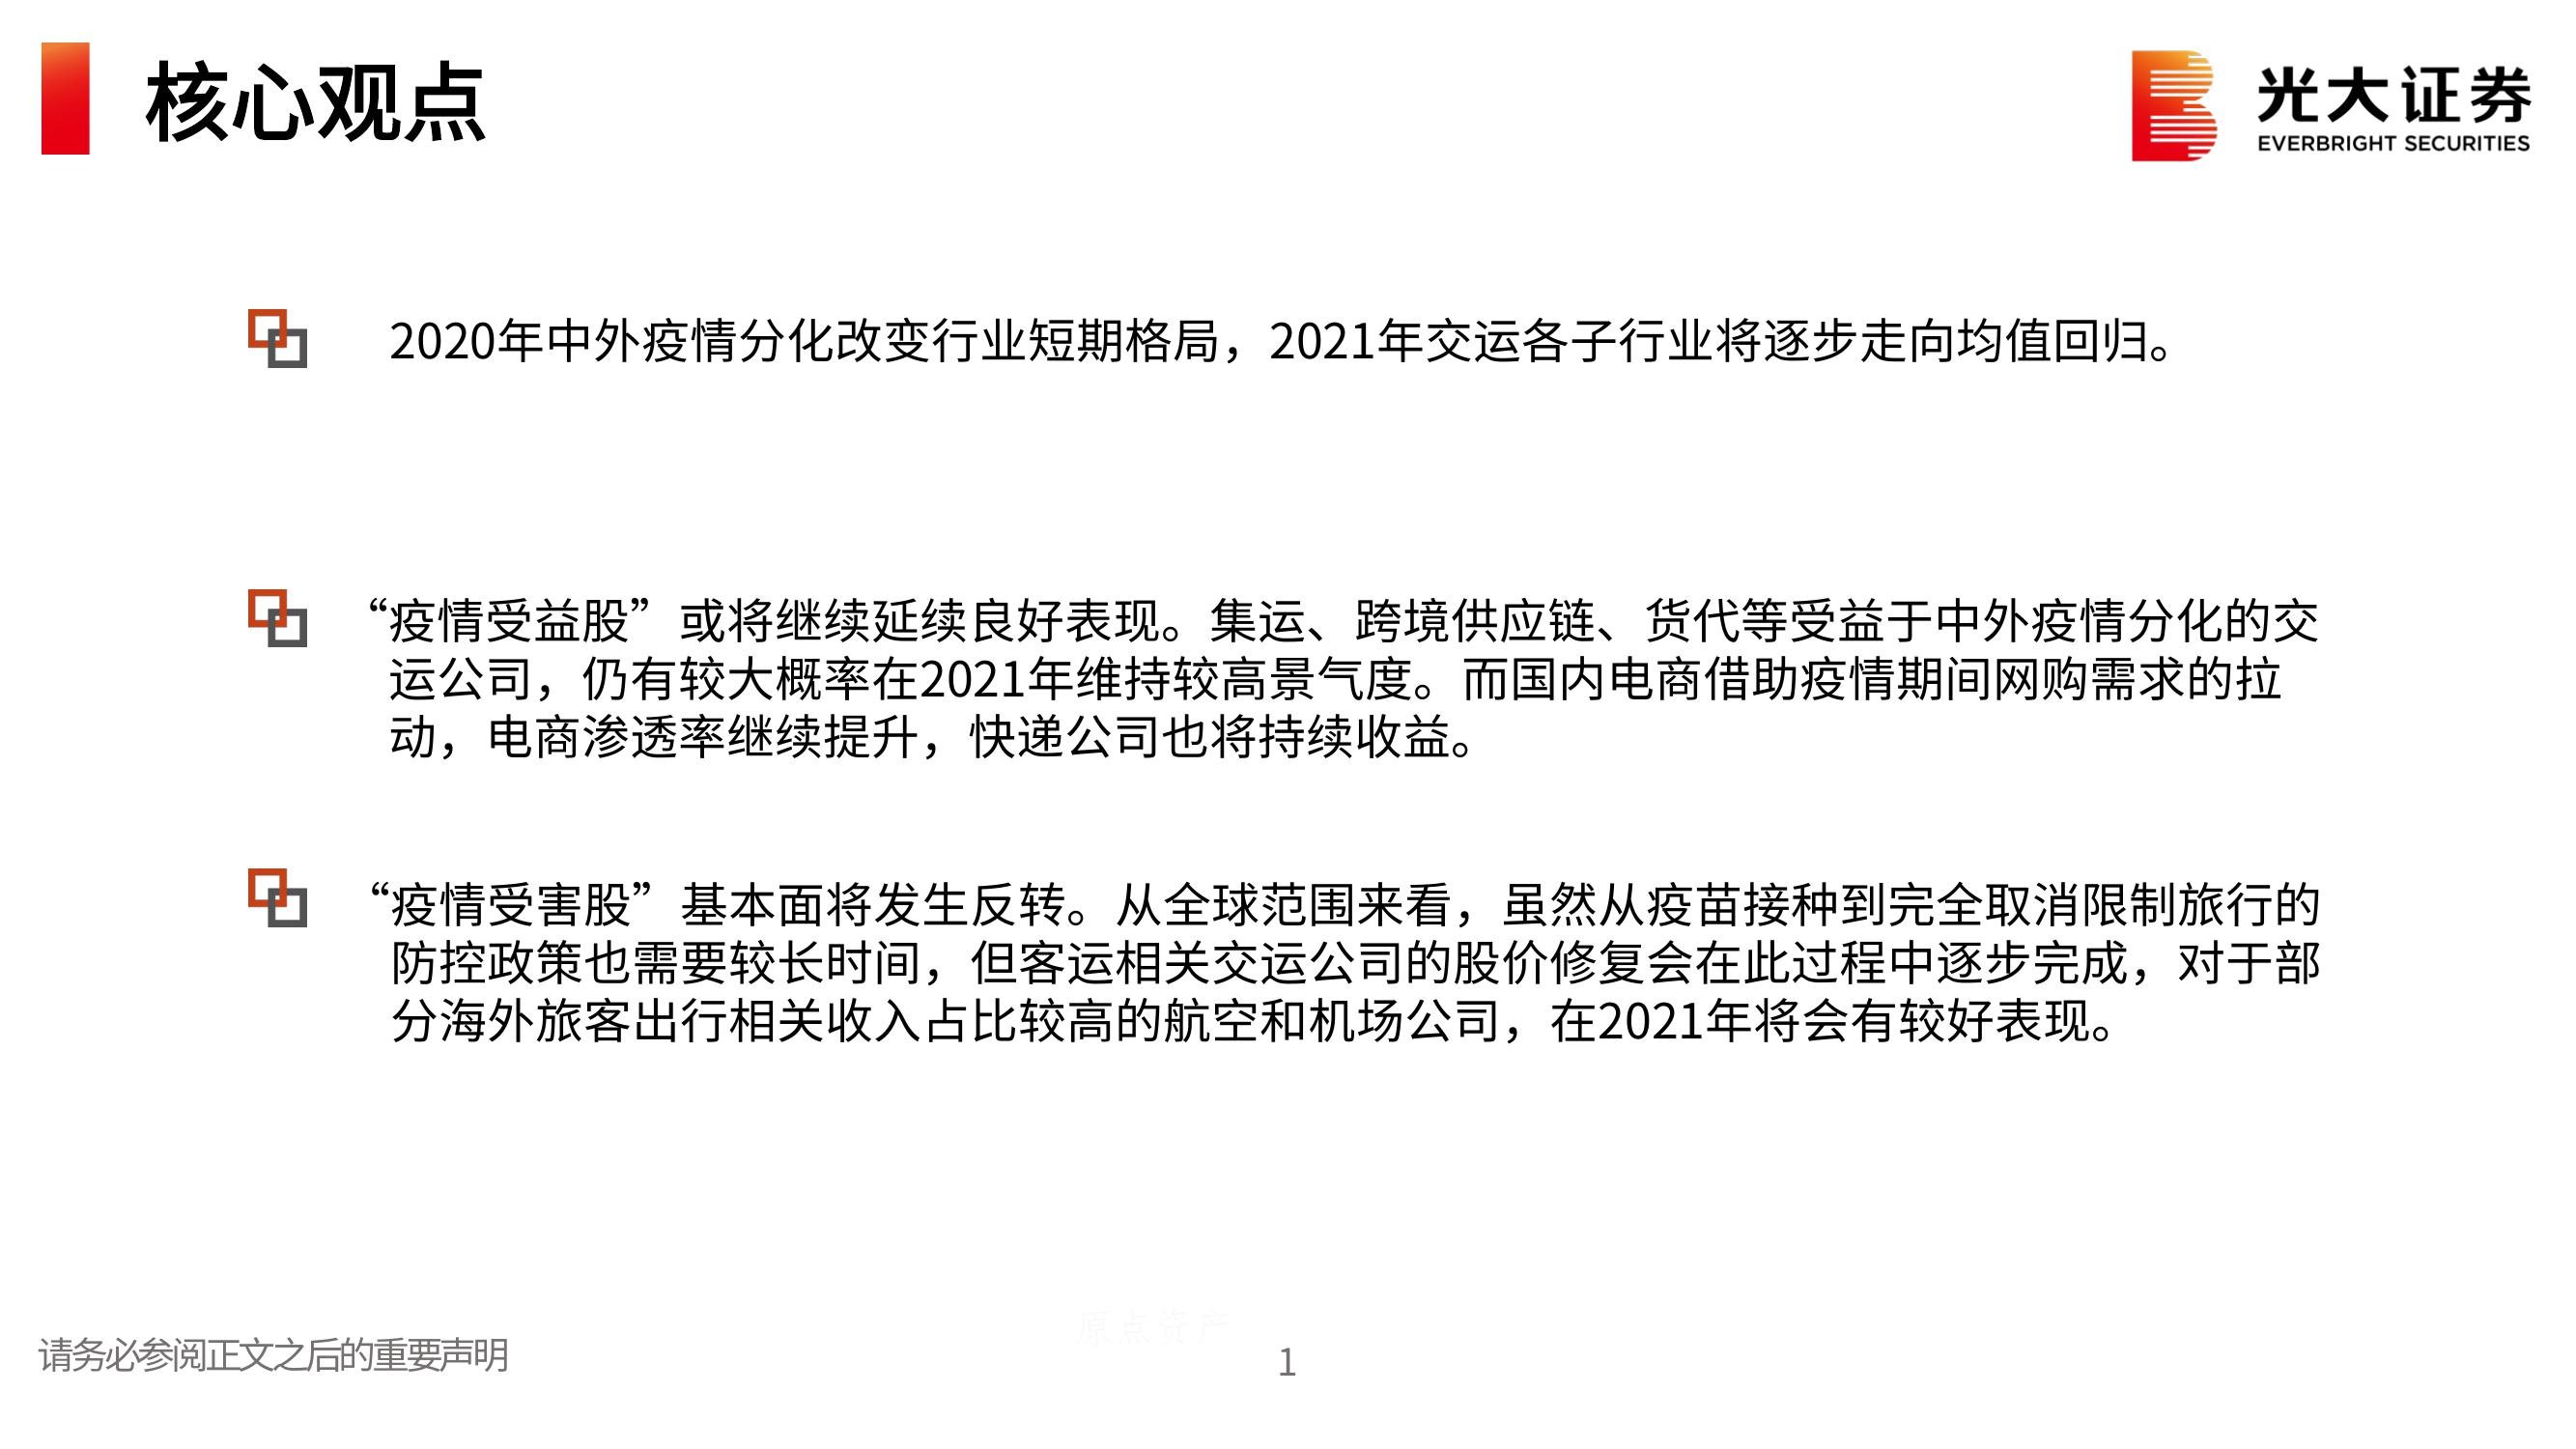 核心观点
光大证券
EVERBRIGHT SECURITIES
2020年中外疫情分化改变行业短期格局，2021年交运各子行业将逐步走向均值回归。
“疫情受益股”或将继续延续良好表现。集运、跨境供应链、货代等受益于中外疫情分化的交
运公司，仍有较大概率在2021年维持较高景气度。而国内电商借助疫情期间网购需求的拉
动，电商渗透率继续提升，快递公司也将持续收益。
“疫情受害股”基本面将发生反转。从全球范围来看，虽然从疫苗接种到完全取消限制旅行的
防控政策也需要较长时间，但客运相关交运公司的股价修复会在此过程中逐步完成，对于部
分海外旅客出行相关收入占比较高的航空和机场公司，在2021年将会有较好表现。
原点资产
请务必参阅正文之后的重要声明
1